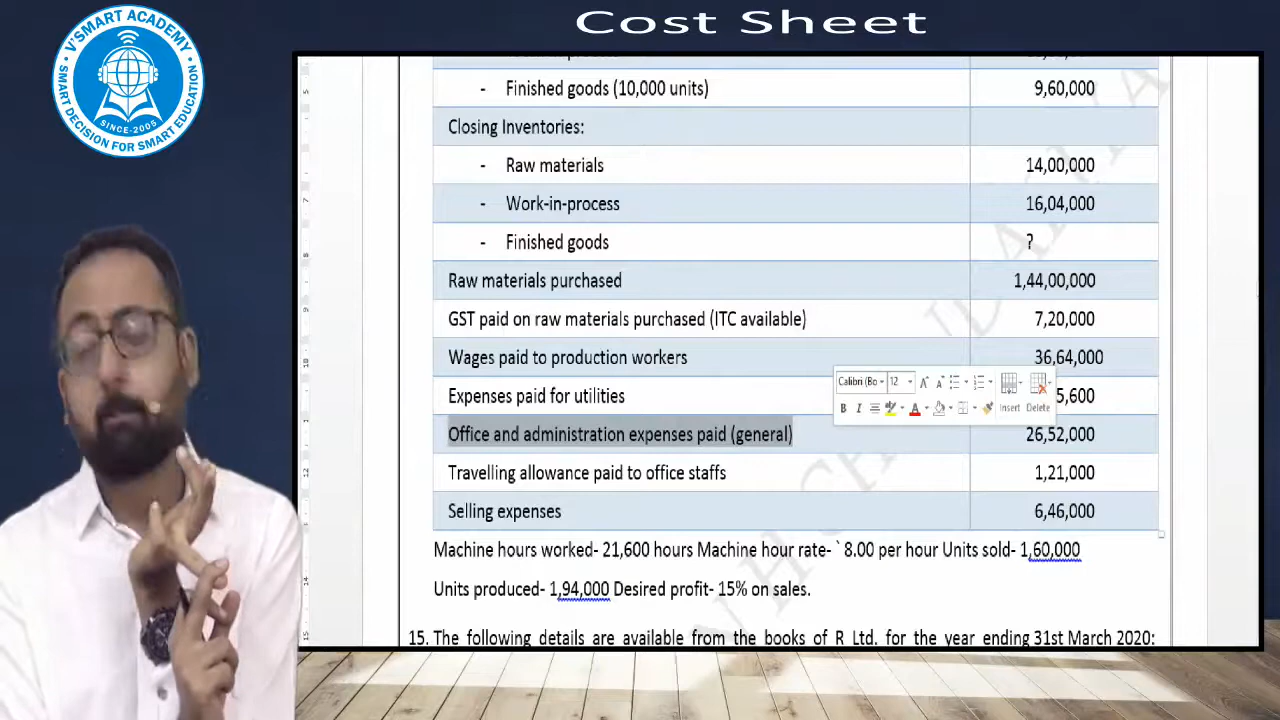 Cost Sheet
V'SMART ACADEMY
SMART DECISION FOR SMART EDUCATION
SINCE-2005
- Finished goods (10,000 units) 9,60,000
Closing Inventories:
- Raw materials 14,00,000
- Work-in-process 16,04,000
- Finished goods ?
Raw materials purchased 1,44,00,000
GST paid on raw materials purchased (ITC available) 7,20,000
Wages paid to production workers 36,64,000
Calibri (Bo 12
Expenses paid for utilities 5,600
B I A Insert Delete
Office and administration expenses paid (general) 26,52,000
Travelling allowance paid to office staffs 1,21,000
Selling expenses 6,46,000
Machine hours worked- 21,600 hours Machine hour rate- ` 8.00 per hour Units sold- 1,60,000
Units produced- 1,94,000 Desired profit- 15% on sales.
15. The following details are available from the books of R Ltd. for the year ending 31st March 2020: